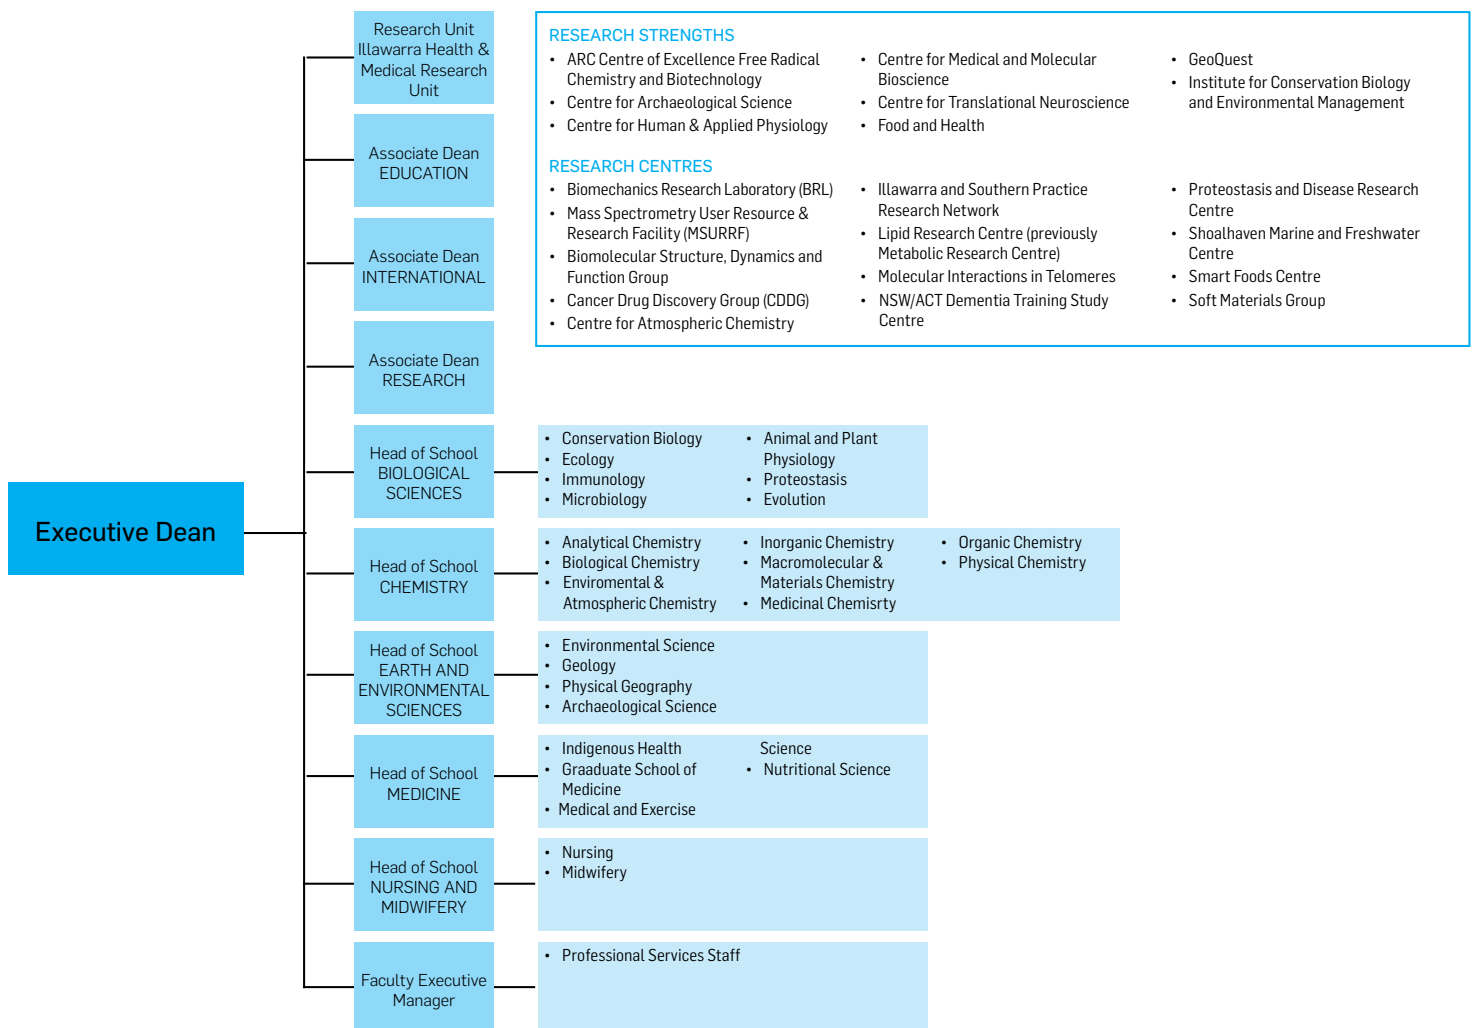 Executive Dean
Research Unit
Illawarra Health &
Medical Research
Unit
Associate Dean
EDUCATION
Associate Dean
INTERNATIONAL
Associate Dean
RESEARCH
RESEARCH STRENGTHS
• ARC Centre of Excellence Free Radical
Chemistry and Biotechnology
• Centre for Archaeological Science
• Centre for Human & Applied Physiology
• Centre for Medical and Molecular
Bioscience
• Centre for Translational Neuroscience
• Food and Health
• GeoQuest
• Institute for Conservation Biology
and Environmental Management
RESEARCH CENTRES
• Biomechanics Research Laboratory (BRL)
• Mass Spectrometry User Resource &
Research Facility (MSURRF)
• Biomolecular Structure, Dynamics and
Function Group
• Cancer Drug Discovery Group (CDDG)
• Centre for Atmospheric Chemistry
• Illawarra and Southern Practice
Research Network
• Lipid Research Centre (previously
Metabolic Research Centre)
• Molecular Interactions in Telomeres
• NSW/ACT Dementia Training Study
Centre
• Proteostasis and Disease Research
Centre
• Shoalhaven Marine and Freshwater
Centre
• Smart Foods Centre
• Soft Materials Group
Head of School
BIOLOGICAL
SCIENCES
• Conservation Biology
• Ecology
• Immunology
• Microbiology
• Animal and Plant
Physiology
• Proteostasis
• Evolution
Head of School
CHEMISTRY
• Analytical Chemistry
• Biological Chemistry
• Enviromental &
Atmospheric Chemistry
• Inorganic Chemistry
• Macromolecular &
Materials Chemistry
• Medicinal Chemisrty
• Organic Chemistry
• Physical Chemistry
Head of School
EARTH AND
ENVIRONMENTAL
SCIENCES
• Environmental Science
• Geology
• Physical Geography
• Archaeological Science
Head of School
MEDICINE
• Indigenous Health
• Graaduate School of
Medicine
• Medical and Exercise
Science
• Nutritional Science
Head of School
NURSING AND
MIDWIFERY
• Nursing
• Midwifery
Faculty Executive
Manager
• Professional Services Staff